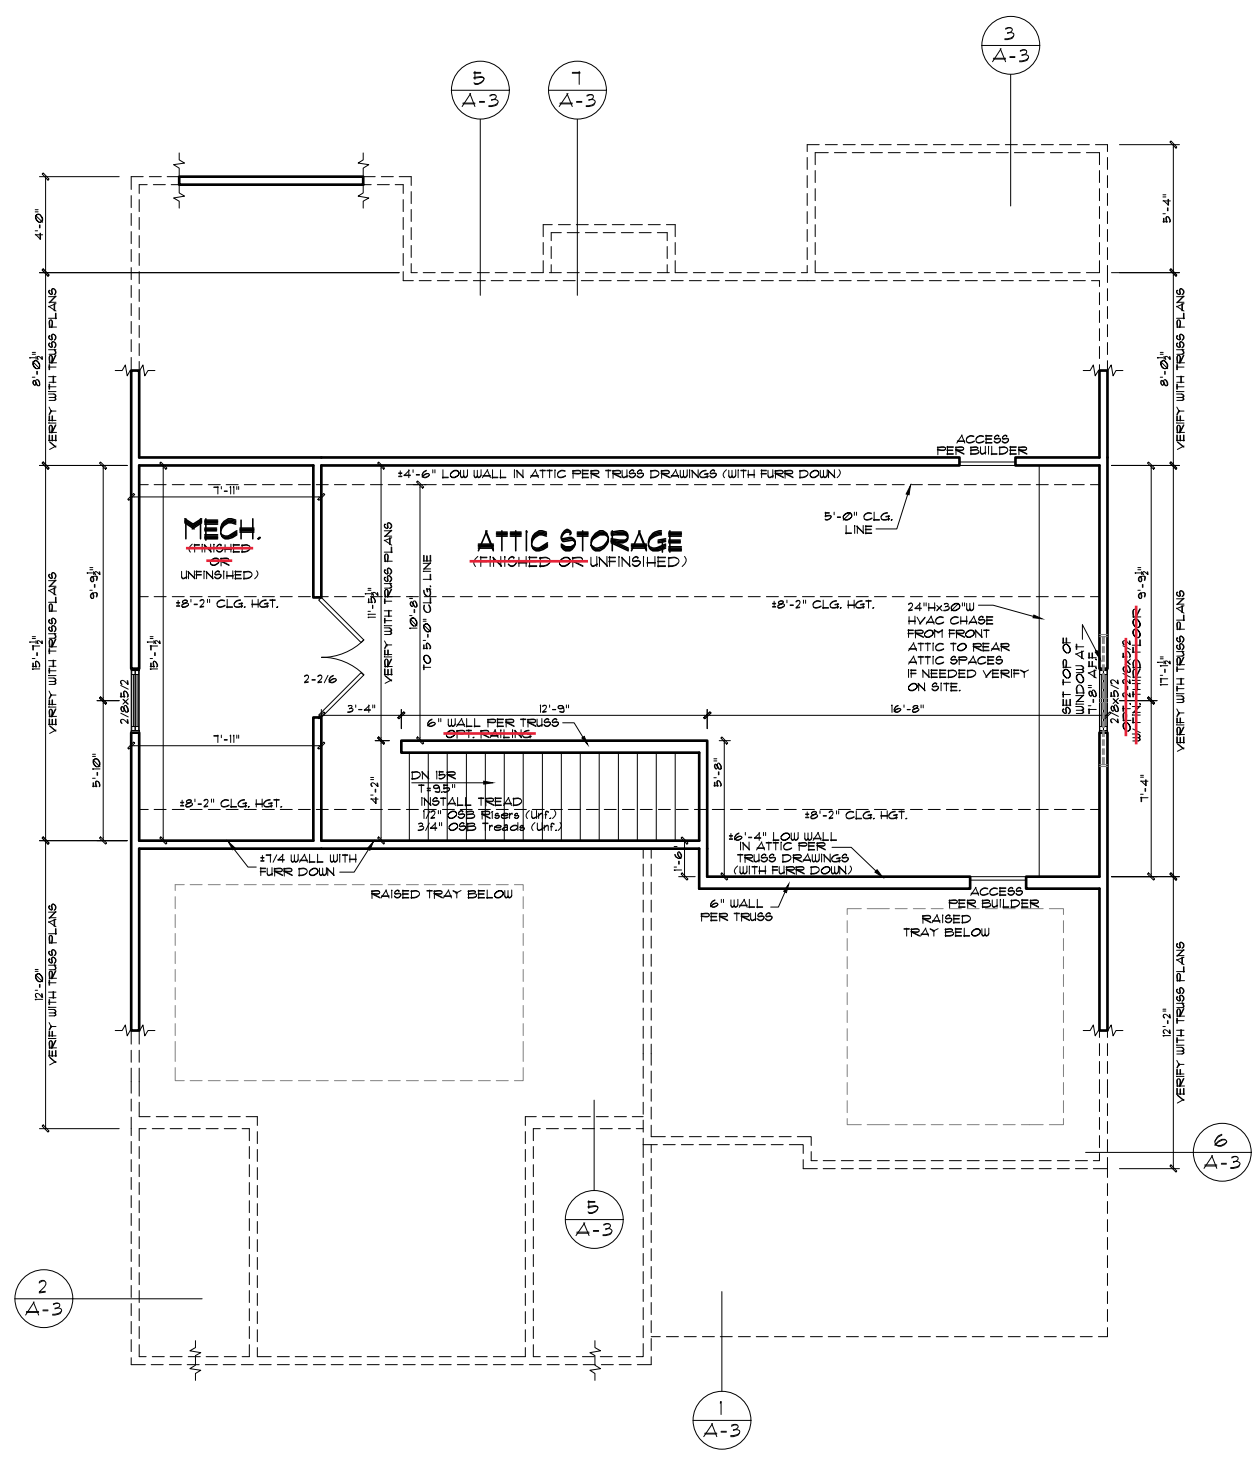 3
A-3
5
A-3
7
A-3
4'-0"
5'-4"
8'-0½"
VERIFY WITH TRUSS PLANS
8'-0½"
VERIFY WITH TRUSS PLANS
ACCESS
PER BUILDER
±4'-6" LOW WALL IN ATTIC PER TRUSS DRAWINGS (WITH FURR DOWN)
7'-11"
5'-0" CLG.
LINE
MECH.
(FINISHED
OR
UNFINSIHED)
ATTIC STORAGE
(FINISHED OR UNFINSIHED)
9'-9½"
15'-7½"
VERIFY WITH TRUSS PLANS
15'-7½"
11'-5½"
VERIFY WITH TRUSS PLANS
10'-8"
TO 5'-0" CLG. LINE
±8'-2" CLG. HGT.
±8'-2" CLG. HGT.
24"Hx30"W
HVAC CHASE
FROM FRONT
ATTIC TO REAR
ATTIC SPACES
IF NEEDED VERIFY
ON SITE.
SET TOP OF
WINDOW AT
7'-8" AFF.
2/8x5/2
OPT. 2-2/8x5/2
W/ FIN. THIRD FLOOR
9'-9½"
17'-1½"
VERIFY WITH TRUSS PLANS
2/8x5/2
2-2/6
3'-4"
12'-9"
16'-8"
6" WALL PER TRUSS
OPT. RAILING
7'-11"
5'-10"
4'-2"
5'-8"
7'-4"
DN 15R
T=9.5"
INSTALL TREAD
1/2" OSB Risers (Unf.)
3/4" OSB Treads (Unf.)
±8'-2" CLG. HGT.
±8'-2" CLG. HGT.
±6'-4" LOW WALL
IN ATTIC PER
TRUSS DRAWINGS
(WITH FURR DOWN)
1'-6"
±7/4 WALL WITH
FURR DOWN
RAISED TRAY BELOW
6" WALL
PER TRUSS
ACCESS
PER BUILDER
RAISED
TRAY BELOW
12'-0"
VERIFY WITH TRUSS PLANS
12'-2"
VERIFY WITH TRUSS PLANS
6
A-3
5
A-3
2
A-3
1
A-3